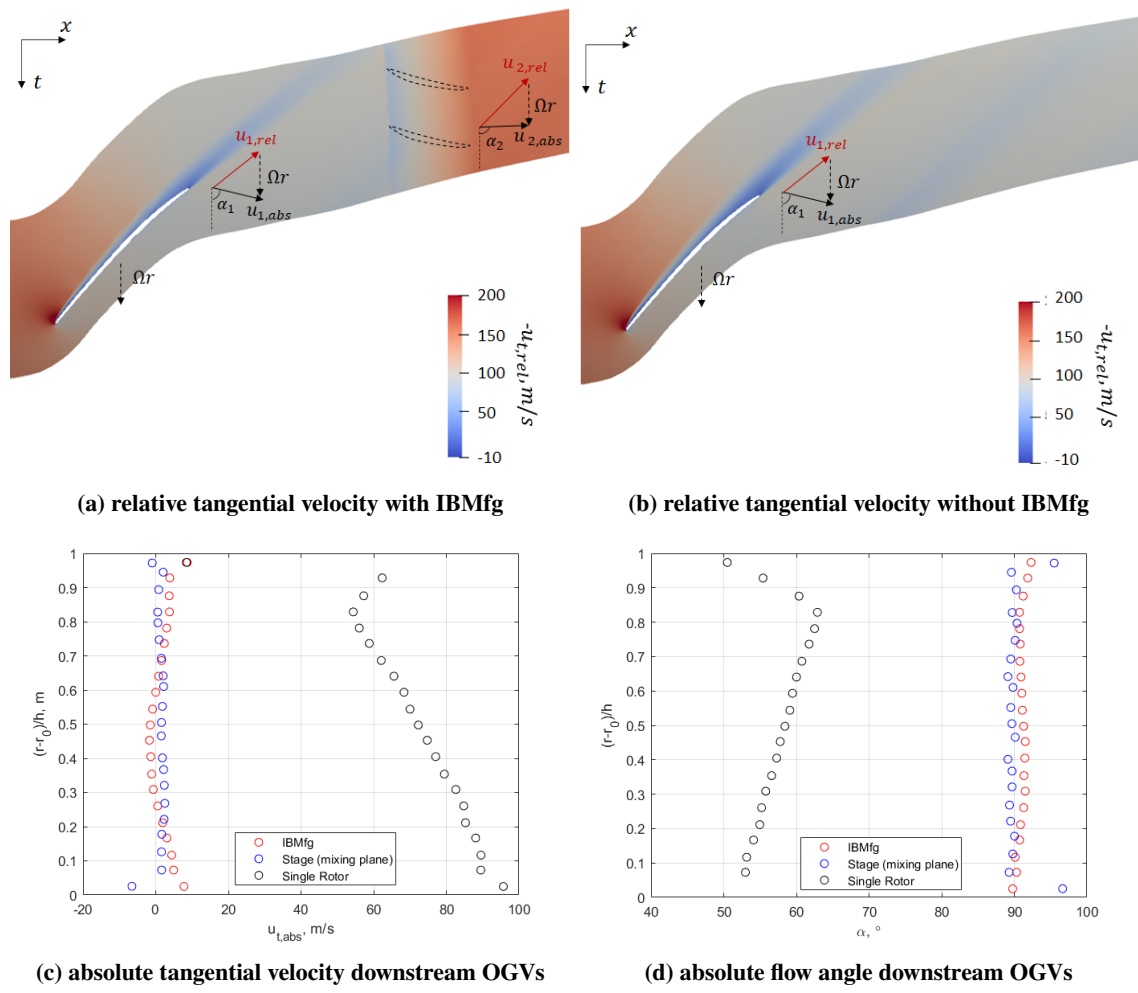 x
t
u₂,rel
Ωr
α₂
u₂,abs
u₁,rel
Ωr
α₁
u₁,abs
Ωr
200
150
100
50
-10
-u_t,rel, m/s
(a) relative tangential velocity with IBMfg
x
t
u₁,rel
Ωr
α₁
u₁,abs
Ωr
200
150
100
50
-10
-u_t,rel, m/s
(b) relative tangential velocity without IBMfg
1
0.9
0.8
0.7
0.6
0.5
0.4
0.3
0.2
0.1
0
(r-r₀)/h, m
IBMfg
Stage (mixing plane)
Single Rotor
-20 0 20 40 60 80 100
u_t,abs, m/s
(c) absolute tangential velocity downstream OGVs
1
0.9
0.8
0.7
0.6
0.5
0.4
0.3
0.2
0.1
0
(r-r₀)/h
IBMfg
Stage (mixing plane)
Single Rotor
40 50 60 70 80 90 100
α, °
(d) absolute flow angle downstream OGVs